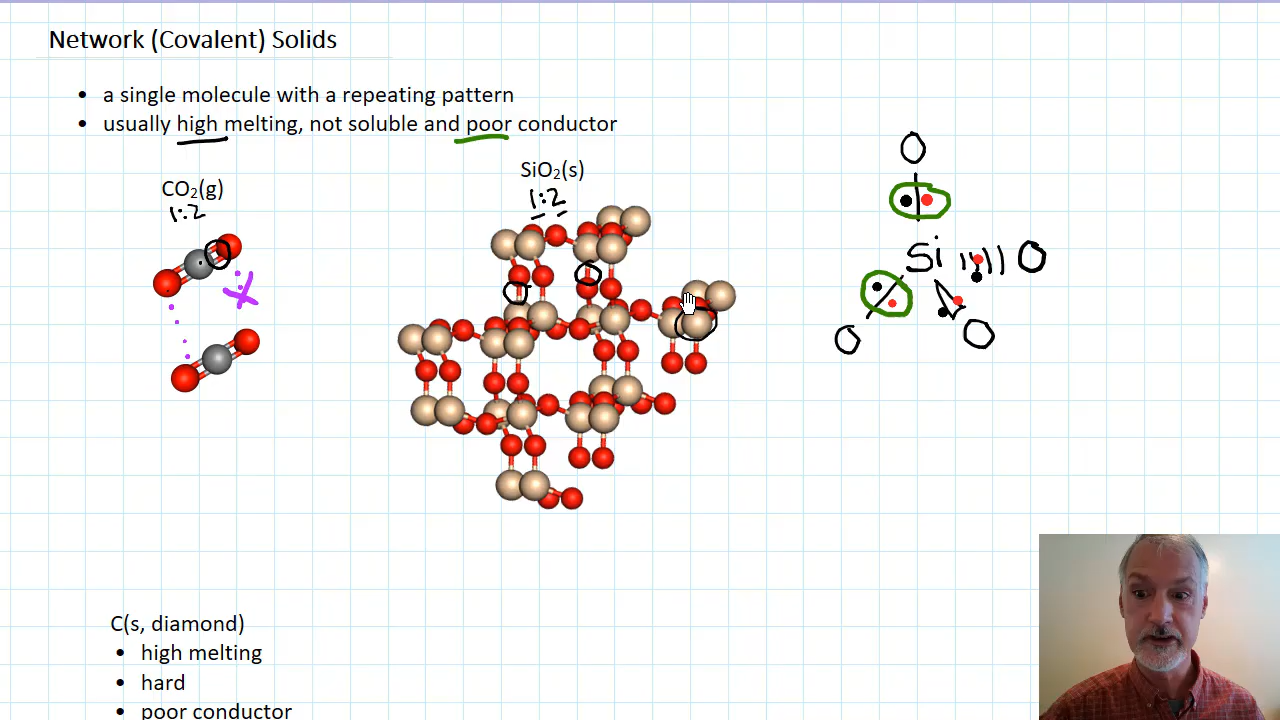 Network (Covalent) Solids
• a single molecule with a repeating pattern
• usually high melting, not soluble and poor conductor
CO₂(g)
1:2
SiO₂(s)
1:2
O
Si O
O O
C(s, diamond)
• high melting
• hard
• poor conductor